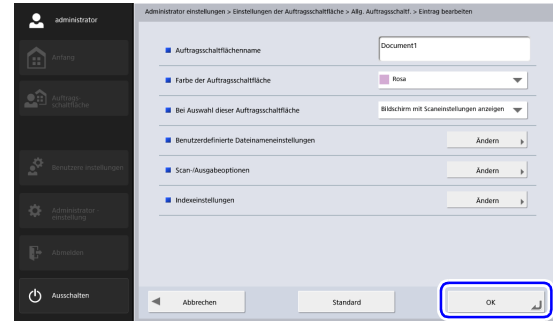 administrator
Administrator einstellungen > Einstellungen der Auftragsschaltfläche > Allg. Auftragsschaltf. > Eintrag bearbeiten
Anfang
Auftrags-
schaltfläche
Benutzere instellungen
Administrator-
einstellung
Abmelden
Ausschalten
Auftragsschaltflächenname
Document1
Farbe der Auftragsschaltfläche
Rosa
Bei Auswahl dieser Auftragsschaltfläche
Bildschirm mit Scaneinstellungen anzeigen
Benutzerdefinierte Dateinameneinstellungen
Ändern
Scan-/Ausgabeoptionen
Ändern
Indexeinstellungen
Ändern
Abbrechen
Standard
OK